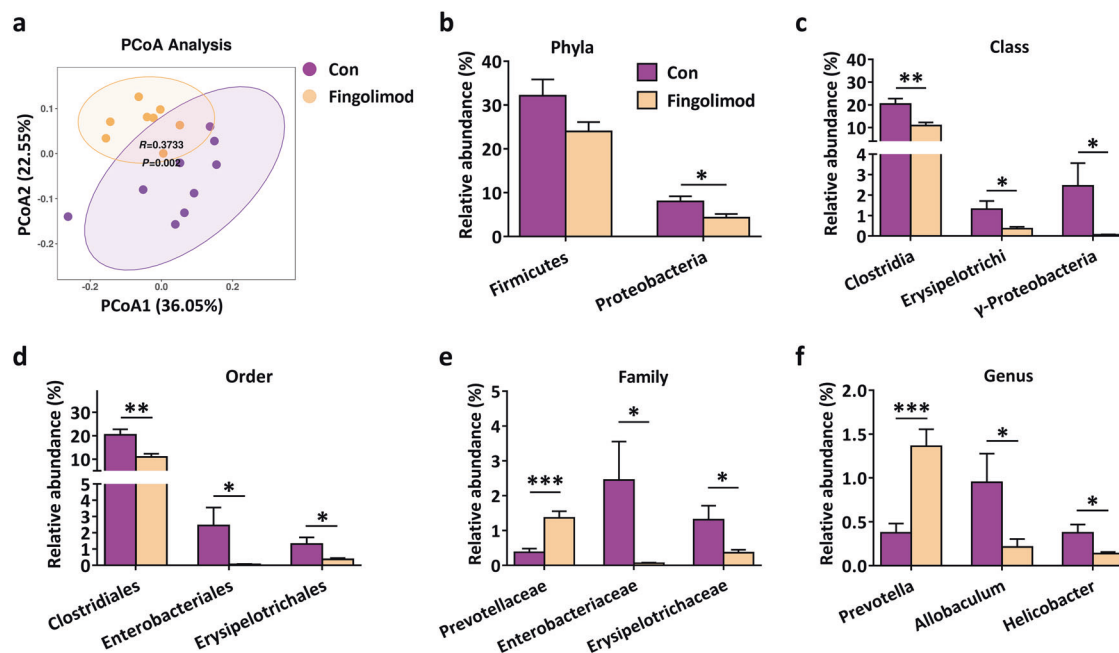 a
PCoA Analysis
Con
Fingolimod
PCoA2 (22.55%)
0.1
0.0
-0.1
-0.2
R=0.3733
P=0.002
-0.2
0.0
0.2
PCoA1 (36.05%)
b
Phyla
Con
Fingolimod
Relative abundance (%)
40
30
20
10
0
*
Firmicutes
Proteobacteria
c
Class
Relative abundance (%)
40
30
20
10
4
3
2
1
0
**
*
*
Clostridia
Erysipelotrichi
γ-Proteobacteria
d
Order
Relative abundance (%)
30
20
10
5
4
3
2
1
0
**
*
*
Clostridiales
Enterobacteriales
Erysipelotrichales
e
Family
Relative abundance (%)
5
4
3
2
1
0
***
*
*
Prevotellaceae
Enterobacteriaceae
Erysipelotrichaceae
f
Genus
Relative abundance (%)
2.0
1.5
1.0
0.5
0.0
***
*
*
Prevotella
Allobaculum
Helicobacter